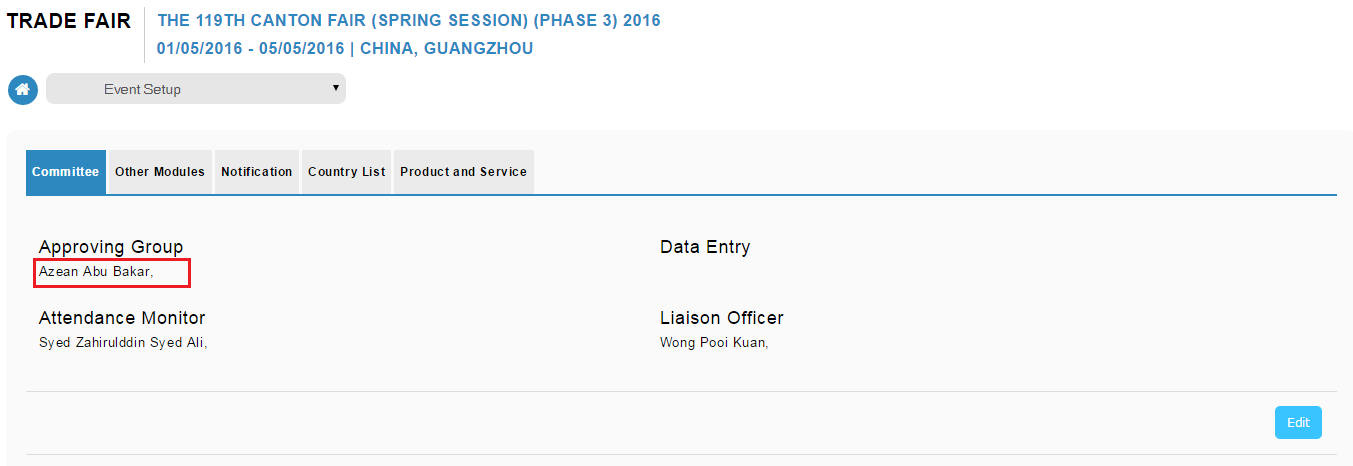 TRADE FAIR
THE 119TH CANTON FAIR (SPRING SESSION) (PHASE 3) 2016
01/05/2016 - 05/05/2016 | CHINA, GUANGZHOU
Event Setup
Committee Other Modules Notification Country List Product and Service
Approving Group
Azean Abu Bakar,
Data Entry
Attendance Monitor
Syed Zahirulddin Syed Ali,
Liaison Officer
Wong Pooi Kuan,
Edit